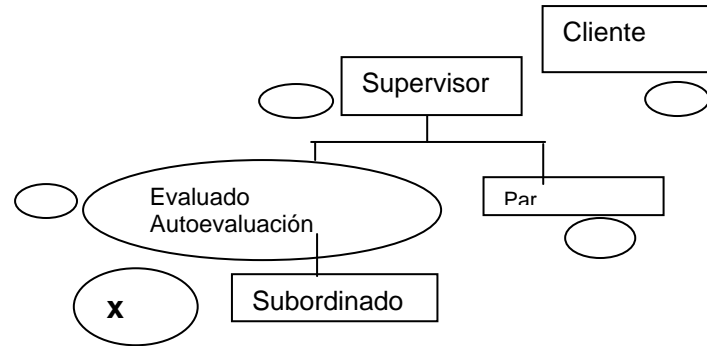 Cliente
Supervisor
Evaluado
Autoevaluación
Par
x
Subordinado